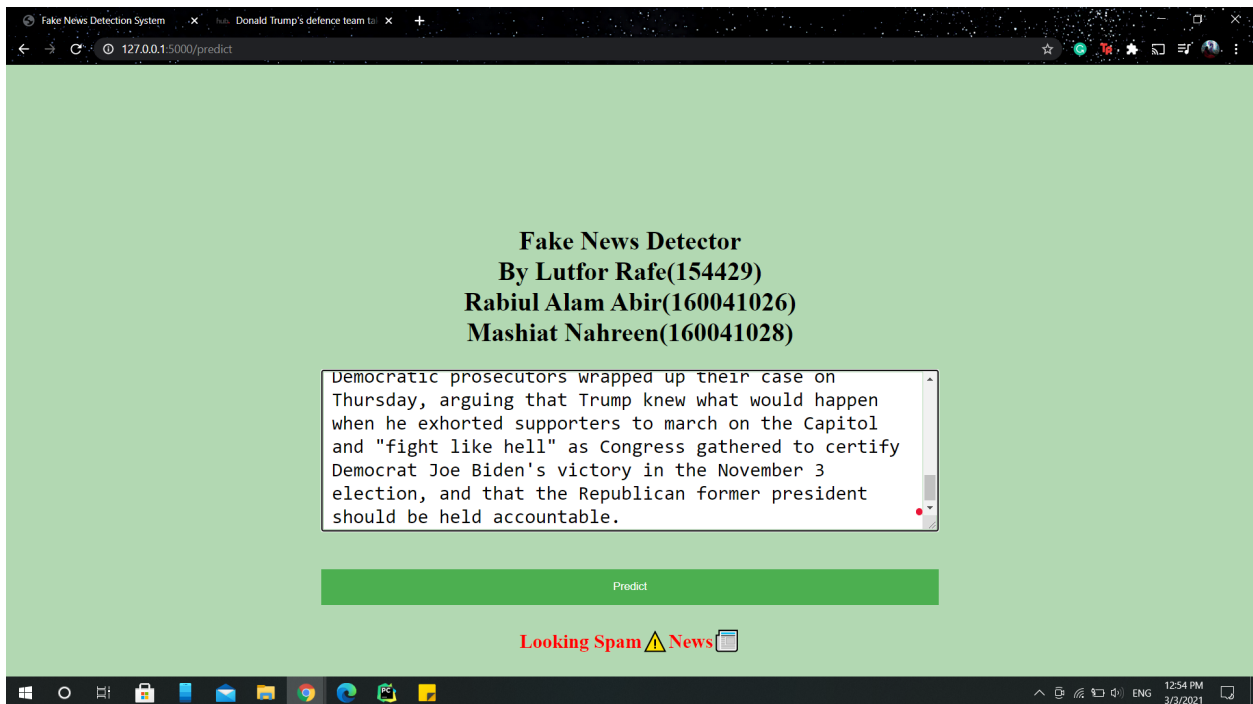 Fake News Detection System
hub. Donald Trump's defence team ta
127.0.0.1:5000/predict
Fake News Detector
By Lutfor Rafe(154429)
Rabiul Alam Abir(160041026)
Mashiat Nahreen(160041028)
Democratic prosecutors wrapped up their case on
Thursday, arguing that Trump knew what would happen
when he exhorted supporters to march on the Capitol
and "fight like hell" as Congress gathered to certify
Democrat Joe Biden's victory in the November 3
election, and that the Republican former president
should be held accountable.
Predict
Looking Spam⚠News📰
ENG
12:54 PM
3/3/2021